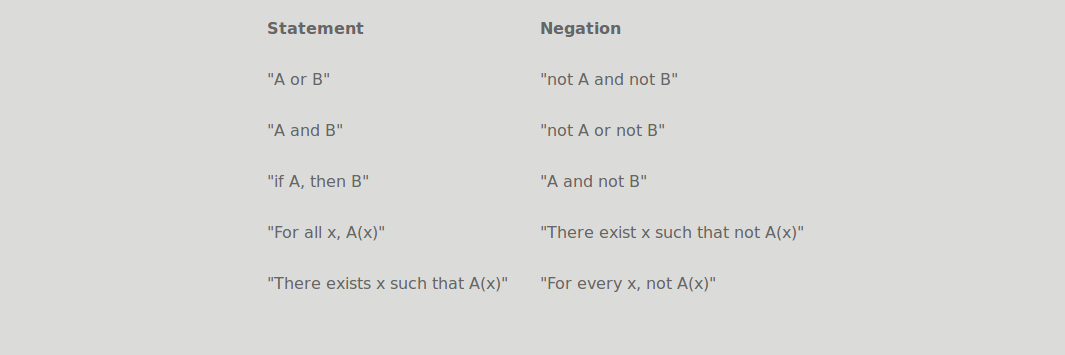 Statement Negation
"A or B" "not A and not B"
"A and B" "not A or not B"
"if A, then B" "A and not B"
"For all x, A(x)" "There exist x such that not A(x)"
"There exists x such that A(x)" "For every x, not A(x)"